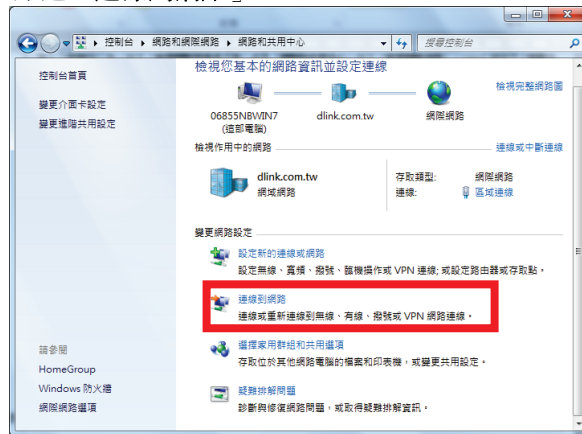 控制台 ▸ 網路和網際網路 ▸ 網路和共用中心
搜尋控制台
控制台首頁
變更介面卡設定
變更進階共用設定
檢視您基本的網路資訊並設定連線
檢視完整網路圖
06855NBWIN7
(這部電腦)
dlink.com.tw
網際網路
檢視作用中的網路
連線或中斷連線
dlink.com.tw
網域網路
存取類型: 網際網路
連線: 區域連線
變更網路設定
設定新的連線或網路
設定無線、寬頻、撥號、臨機操作或 VPN 連線; 或設定路由器或存取點。
連線到網路
連線或重新連線到無線、有線、撥號或 VPN 網路連線。
選擇家用群組和共用選項
存取位於其他網路電腦的檔案和印表機，或變更共用設定。
疑難排解問題
診斷與修復網路問題，或取得疑難排解資訊。
請參閱
HomeGroup
Windows 防火牆
網際網路選項